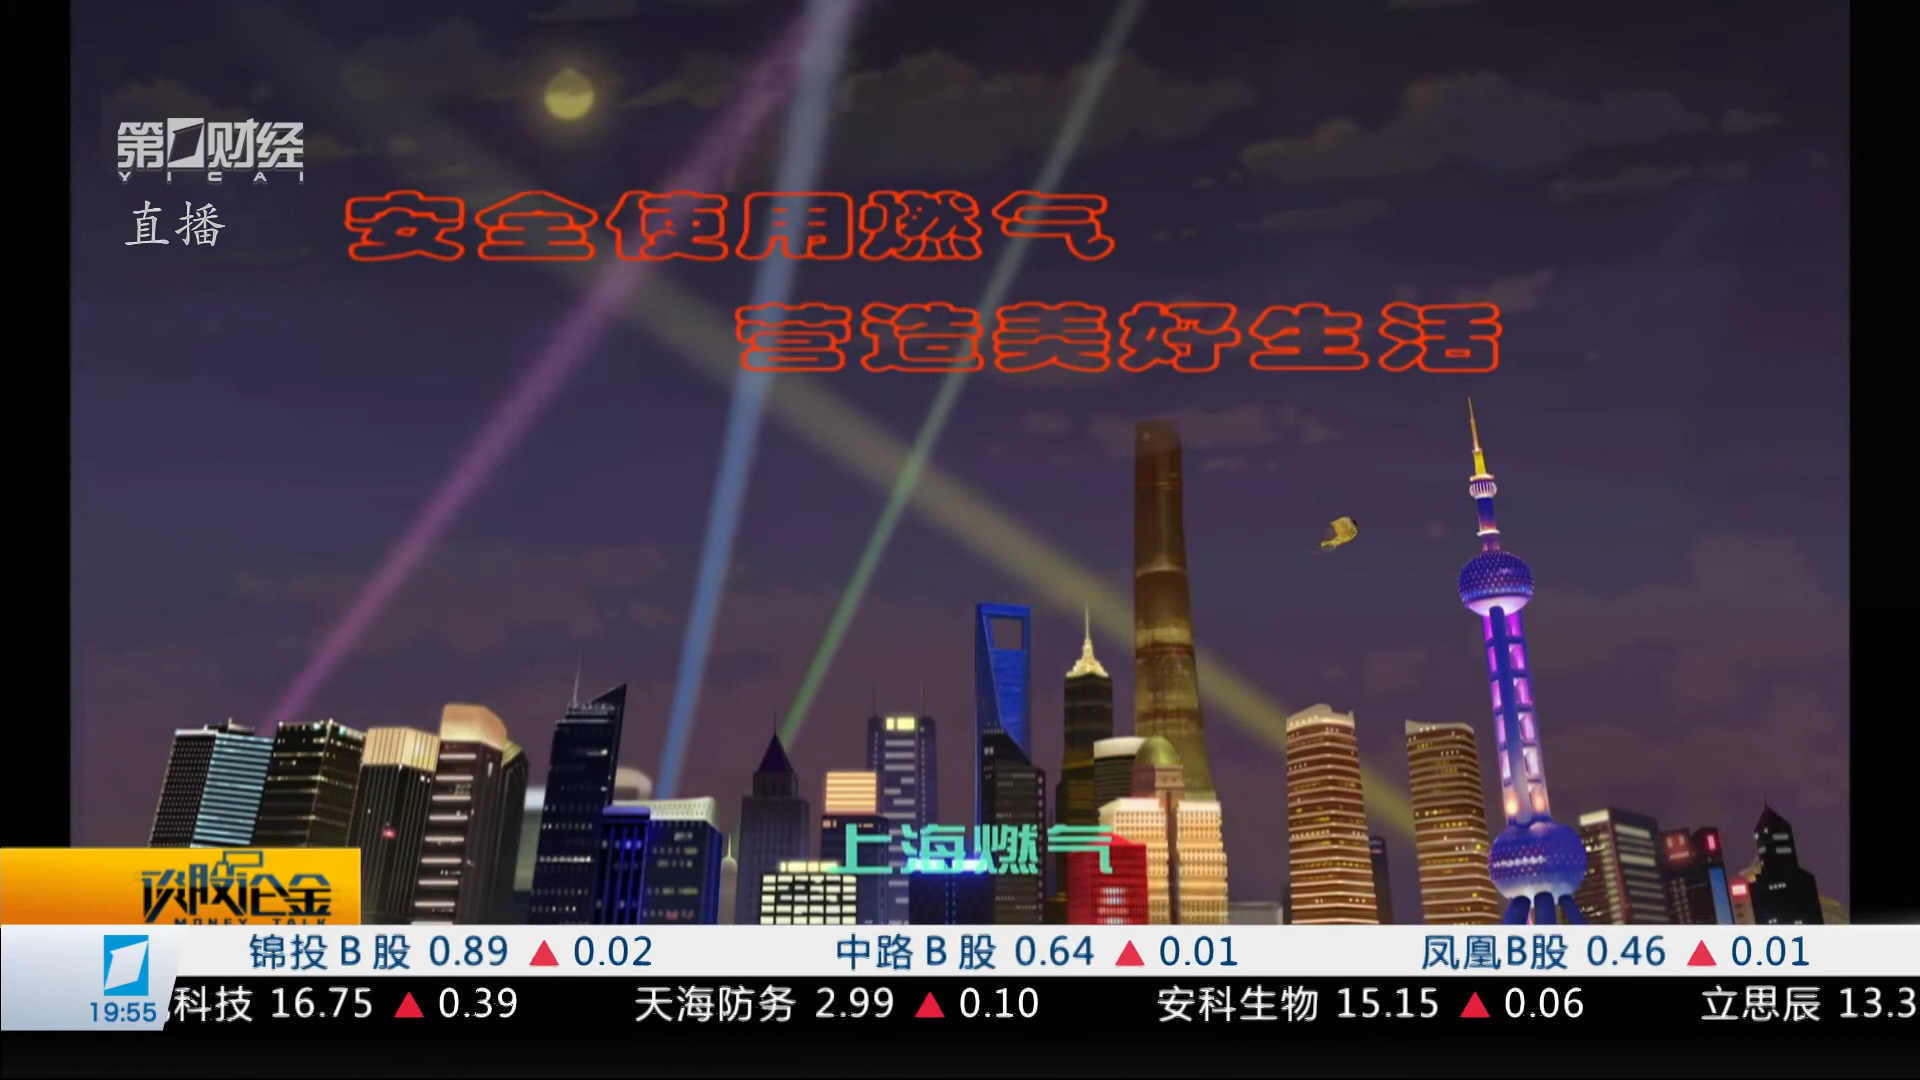 第1财经
YICAI
直播
安全使用燃气
营造美好生活
上海燃气
谈股论金
MONEY TALK
锦投B股 0.89 ▲ 0.02 中路B股 0.64 ▲ 0.01 凤凰B股 0.46 ▲ 0.01
19:55
科技 16.75 ▲ 0.39 天海防务 2.99 ▲ 0.10 安科生物 15.15 ▲ 0.06 立思辰 13.3